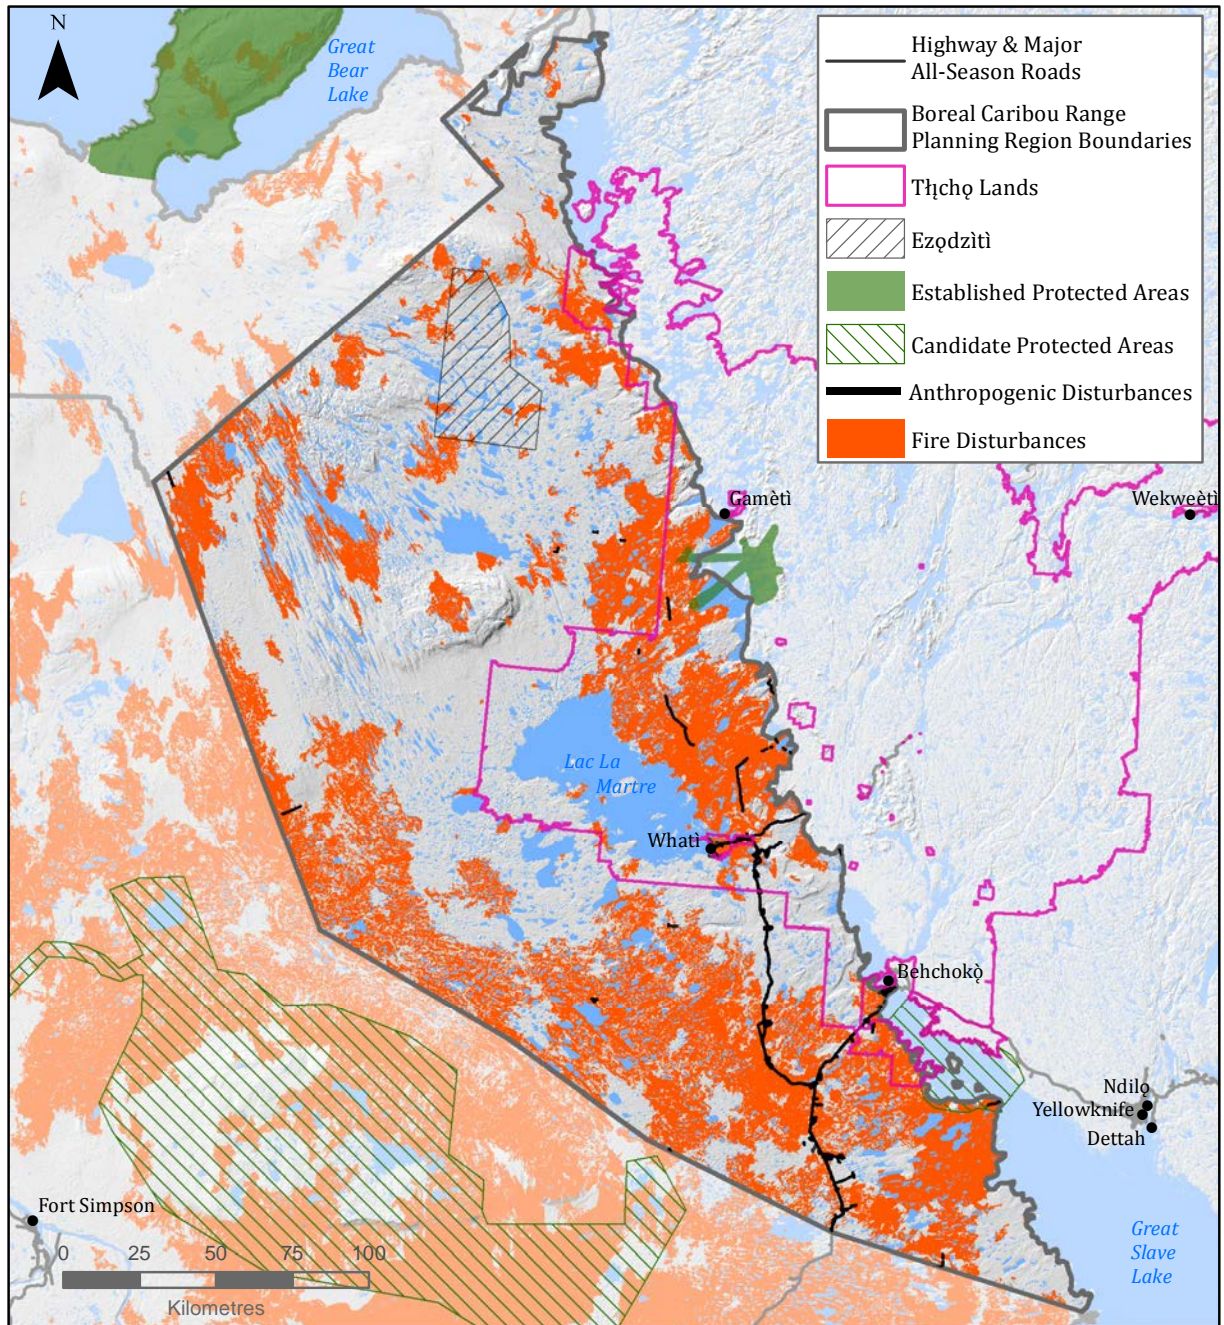 N
Great
Bear
Lake
Highway & Major
All-Season Roads
Boreal Caribou Range
Planning Region Boundaries
Tłı̨chǫ Lands
Ezǫdzìtì
Established Protected Areas
Candidate Protected Areas
Anthropogenic Disturbances
Fire Disturbances
Gamètì
Wekweètì
Lac La
Martre
Whatì
Behchokǫ̀
Ndilǫ
Yellowknife
Dettah
Fort Simpson
Great
Slave
Lake
0 25 50 75 100
Kilometres